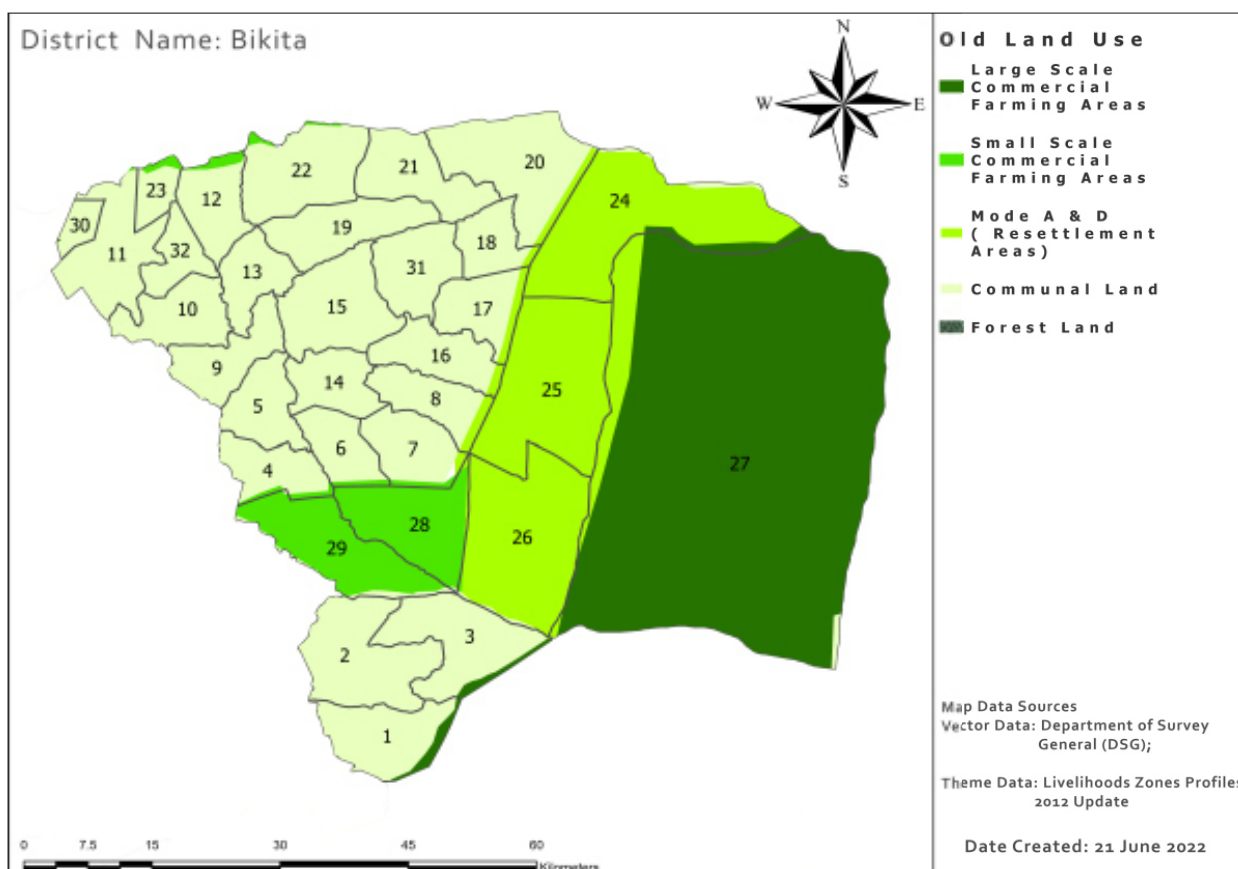 District Name: Bikita
N
W
E
S
Old Land Use
Large Scale
Commercial
Farming Areas
Small Scale
Commercial
Farming Areas
Mode A & D
( Resettlement
Areas)
Communal Land
Forest Land
20
21
22
23
12
24
30
19
18
11
32
13
31
10
15
17
16
9
14
25
8
5
7
6
4
27
28
26
29
3
2
1
Map Data Sources
Vector Data: Department of Survey
General (DSG);
Theme Data: Livelihoods Zones Profiles
2012 Update
Date Created: 21 June 2022
0 7.5 15 30 45 60
Kilometers